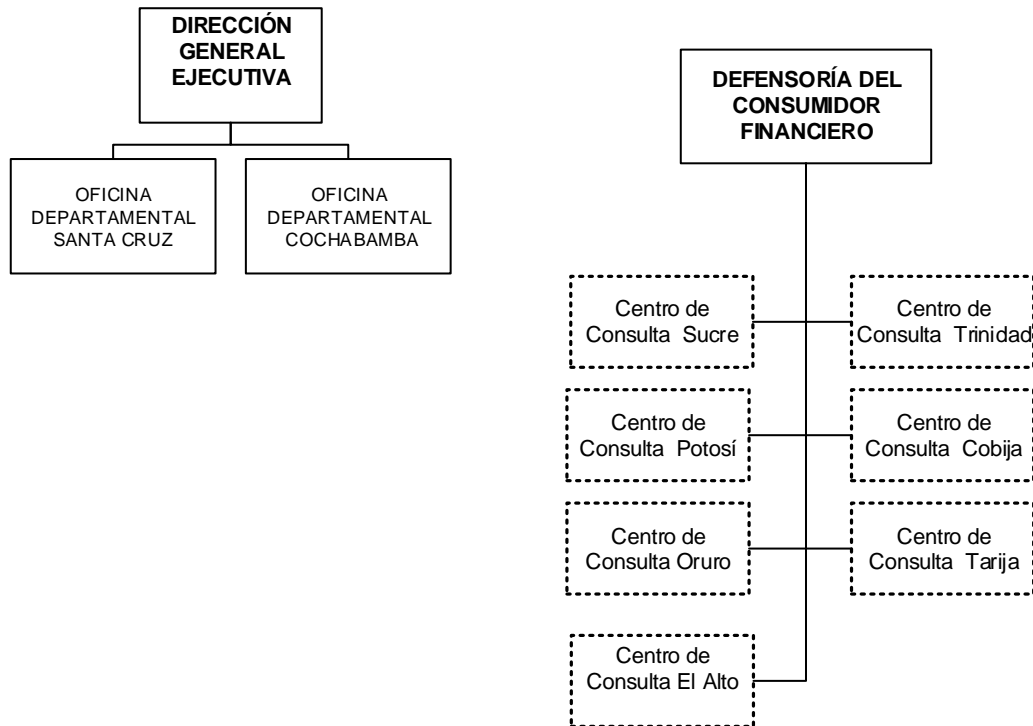 DIRECCIÓN
GENERAL
EJECUTIVA
OFICINA
DEPARTAMENTAL
SANTA CRUZ
OFICINA
DEPARTAMENTAL
COCHABAMBA
DEFENSORÍA DEL
CONSUMIDOR
FINANCIERO
Centro de
Consulta Sucre
Centro de
Consulta Trinidad
Centro de
Consulta Potosí
Centro de
Consulta Cobija
Centro de
Consulta Oruro
Centro de
Consulta Tarija
Centro de
Consulta El Alto